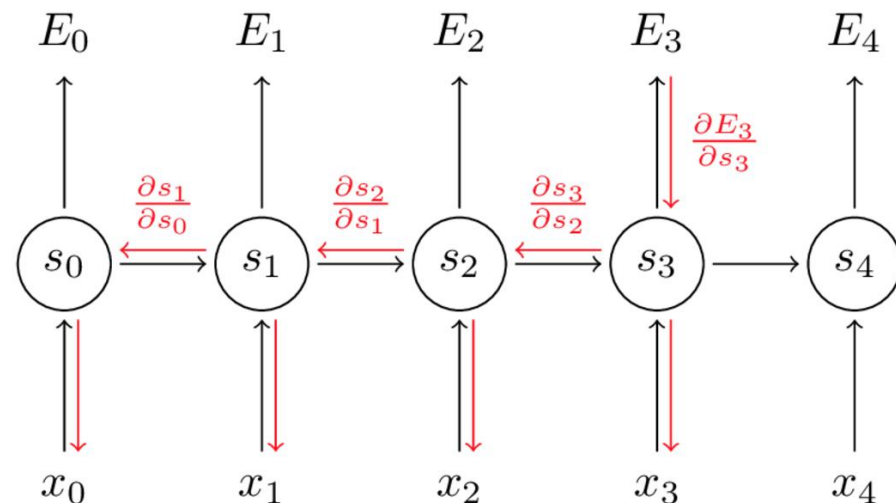 E₀ E₁ E₂ E₃ E₄
∂E₃/∂s₃
∂s₁/∂s₀ ∂s₂/∂s₁ ∂s₃/∂s₂
s₀ s₁ s₂ s₃ s₄
x₀ x₁ x₂ x₃ x₄